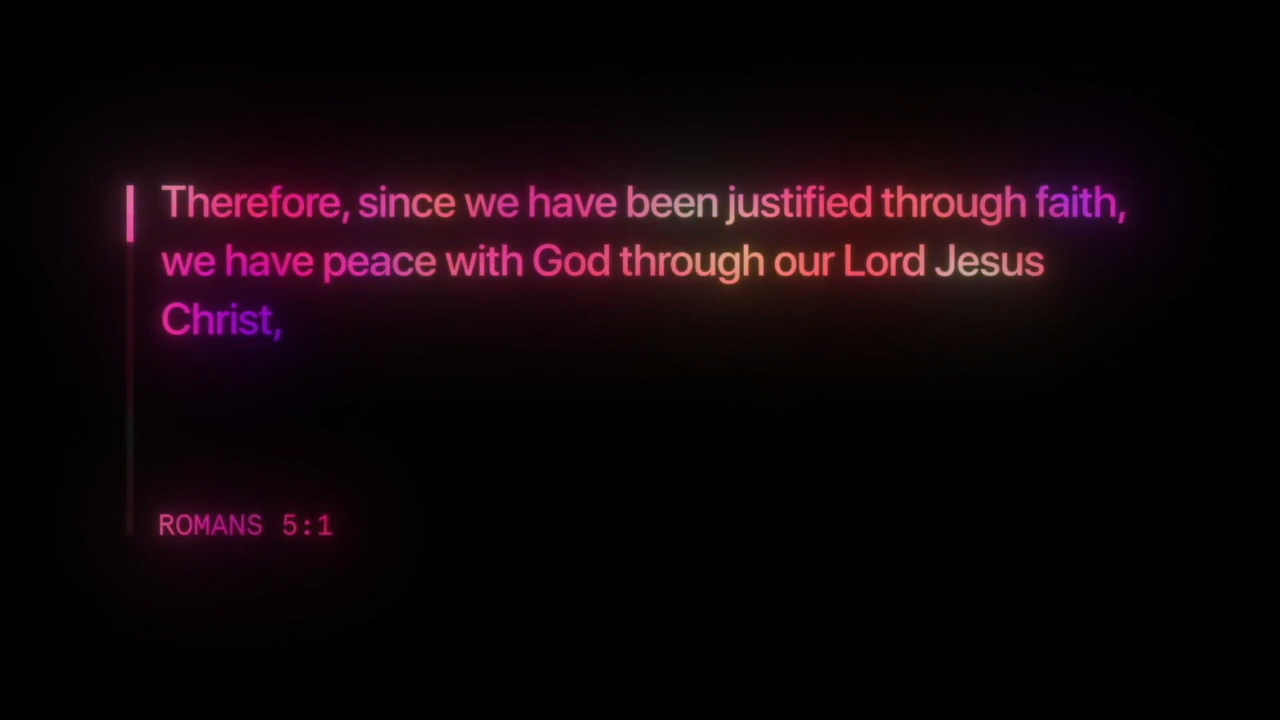 Therefore, since we have been justified through faith,
we have peace with God through our Lord Jesus
Christ,
ROMANS 5:1